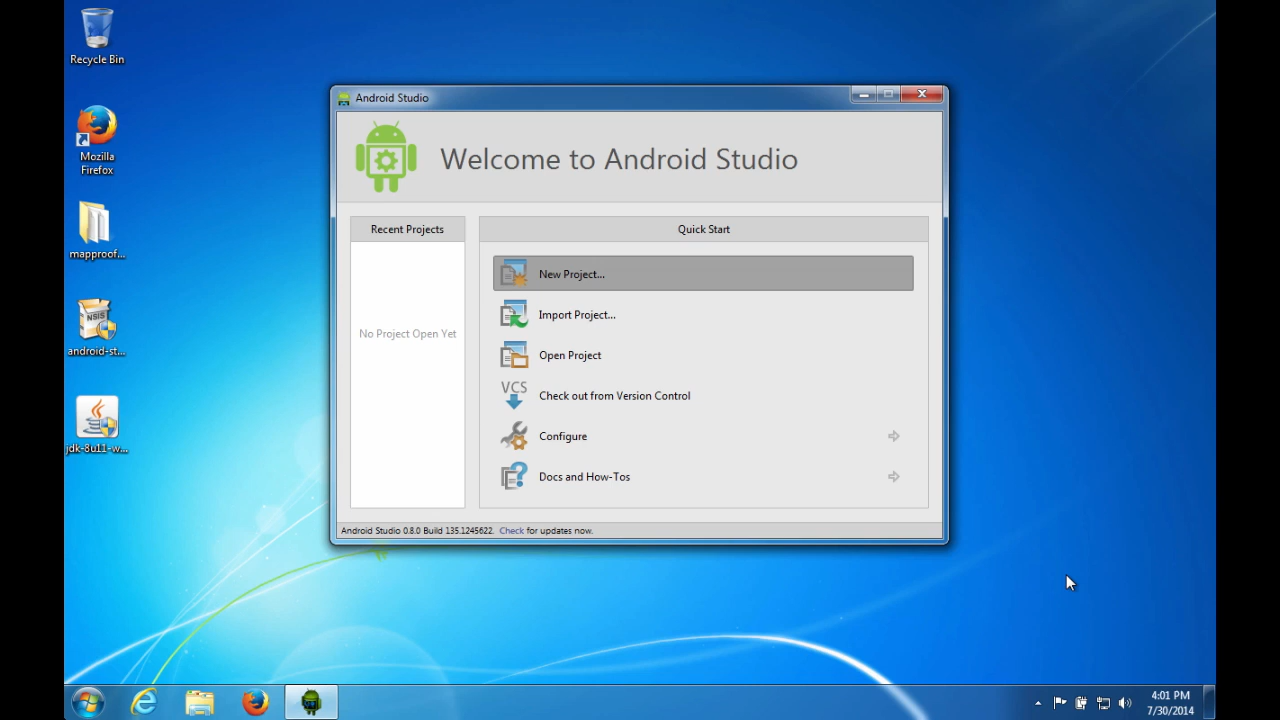 Recycle Bin
Mozilla
Firefox
mapproof...
android-st...
NSIS
jdk-8u11-w...
Android Studio
Welcome to Android Studio
Recent Projects
No Project Open Yet
Quick Start
New Project...
Import Project...
Open Project
VCS
Check out from Version Control
Configure
Docs and How-Tos
Android Studio 0.8.0 Build 135.1245622. Check for updates now.
4:01 PM
7/30/2014